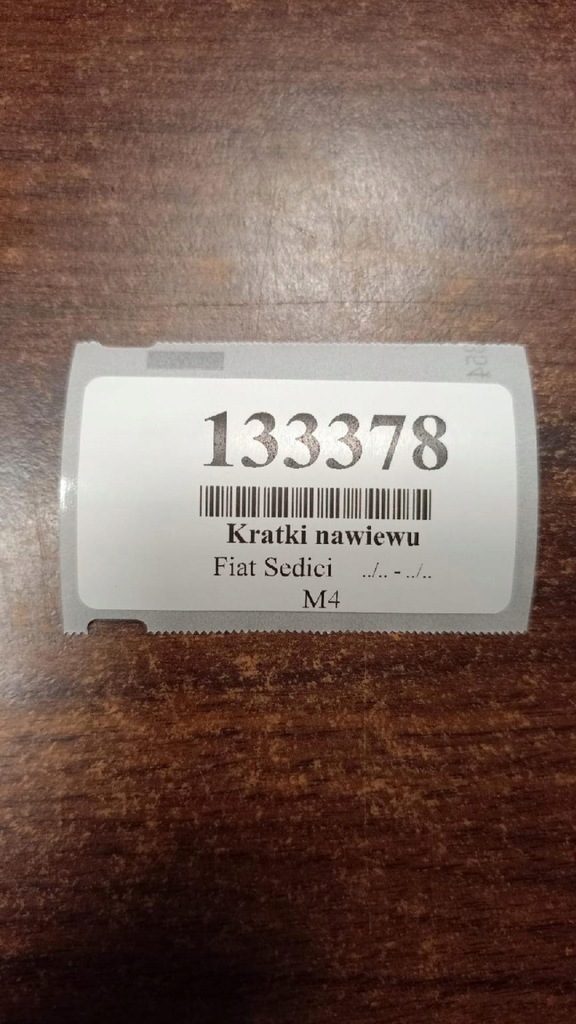 133378
Kratki nawiewu
Fiat Sedici ../.. - ../..
M4